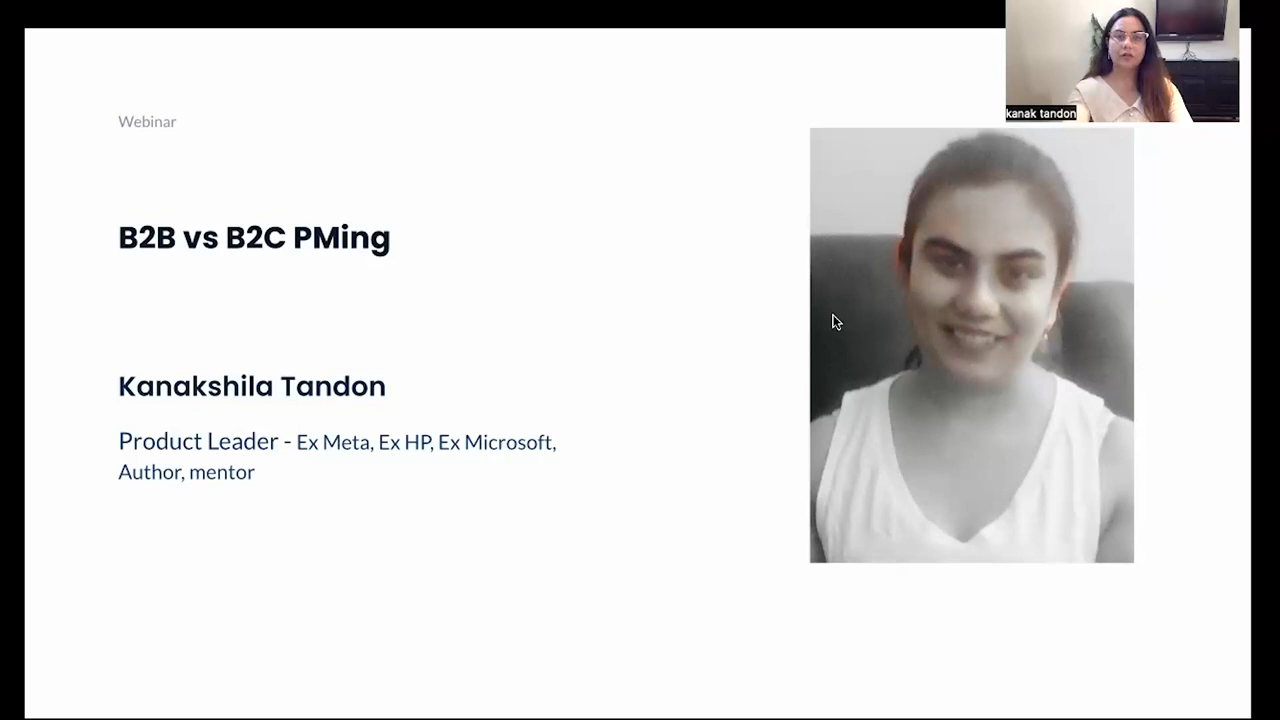 Webinar
kanak tandon
B2B vs B2C PMing
Kanakshila Tandon
Product Leader - Ex Meta, Ex HP, Ex Microsoft,
Author, mentor